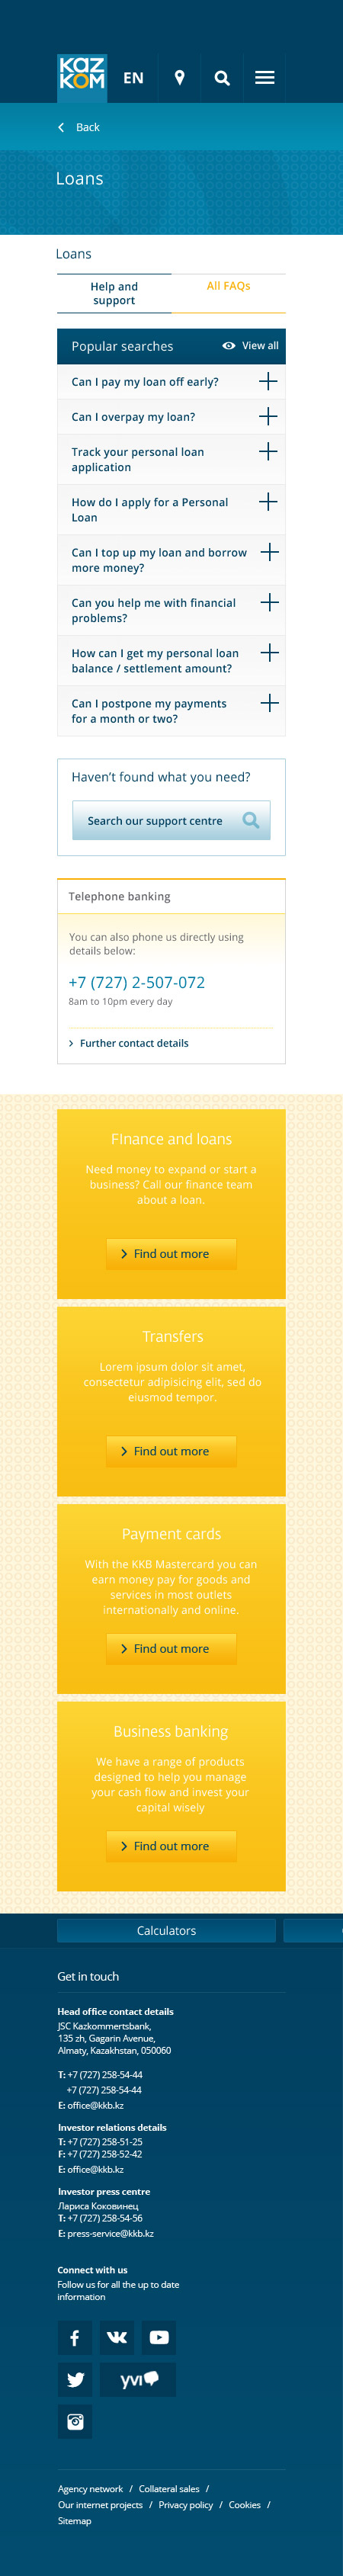 KAZ
KOM
EN
Back
Loans
Loans
Help and
support
All FAQs
Popular searches
View all
Can I pay my loan off early?
Can I overpay my loan?
Track your personal loan
application
How do I apply for a Personal
Loan
Can I top up my loan and borrow
more money?
Can you help me with financial
problems?
How can I get my personal loan
balance / settlement amount?
Can I postpone my payments
for a month or two?
Haven't found what you need?
Search our support centre
Telephone banking
You can also phone us directly using
details below:
+7 (727) 2-507-072
8am to 10pm every day
Further contact details
FInance and loans
Need money to expand or start a
business? Call our finance team
about a loan.
Find out more
Transfers
Lorem ipsum dolor sit amet,
consectetur adipisicing elit, sed do
eiusmod tempor.
Find out more
Payment cards
With the KKB Mastercard you can
earn money pay for goods and
services in most outlets
internationally and online.
Find out more
Business banking
We have a range of products
designed to help you manage
your cash flow and invest your
capital wisely
Find out more
Calculators
Get in touch
Head office contact details
JSC Kazkommertsbank,
135 zh, Gagarin Avenue,
Almaty, Kazakhstan, 050060
T: +7 (727) 258-54-44
+7 (727) 258-54-44
E: office@kkb.kz
Investor relations details
T: +7 (727) 258-51-25
F: +7 (727) 258-52-42
E: office@kkb.kz
Investor press centre
Лариса Коковинец
T: +7 (727) 258-54-56
E: press-service@kkb.kz
Connect with us
Follow us for all the up to date
information
yvi
Agency network / Collateral sales /
Our internet projects / Privacy policy / Cookies /
Sitemap